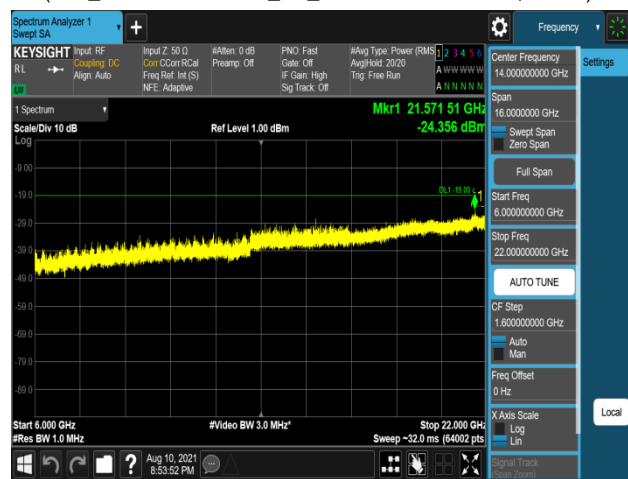 Spectrum Analyzer 1
Swept SA
Frequency
KEYSIGHT
RL
Input: RF
Coupling: DC
Align: Auto
Input Z: 50 Ω
Corr CCorr RCal
Freq Ref: Int (S)
NFE: Adaptive
#Atten: 0 dB
Preamp: Off
PNO: Fast
Gate: Off
IF Gain: High
Sig Track: Off
#Avg Type: Power (RMS
Avg|Hold: 20/20
Trig: Free Run
1 2 3 4 5 6
A W W W W W
A N N N N N
Center Frequency
14.000000000 GHz
Settings
1 Spectrum
Scale/Div 10 dB
Ref Level 1.00 dBm
Mkr1 21.571 51 GHz
-24.356 dBm
Log
-9.00
-19.0
-29.0
-39.0
-49.0
-59.0
-69.0
-79.0
-89.0
DL1 -19.00
1
Span
16.0000000 GHz
Swept Span
Zero Span
Full Span
Start Freq
6.000000000 GHz
Stop Freq
22.000000000 GHz
AUTO TUNE
CF Step
1.600000000 GHz
Auto
Man
Freq Offset
0 Hz
X Axis Scale
Log
Lin
Local
Signal Track
(Span Zoom)
Start 6.000 GHz
#Res BW 1.0 MHz
#Video BW 3.0 MHz*
Stop 22.000 GHz
Sweep ~32.0 ms (64002 pts
?
Aug 10, 2021
8:53:52 PM